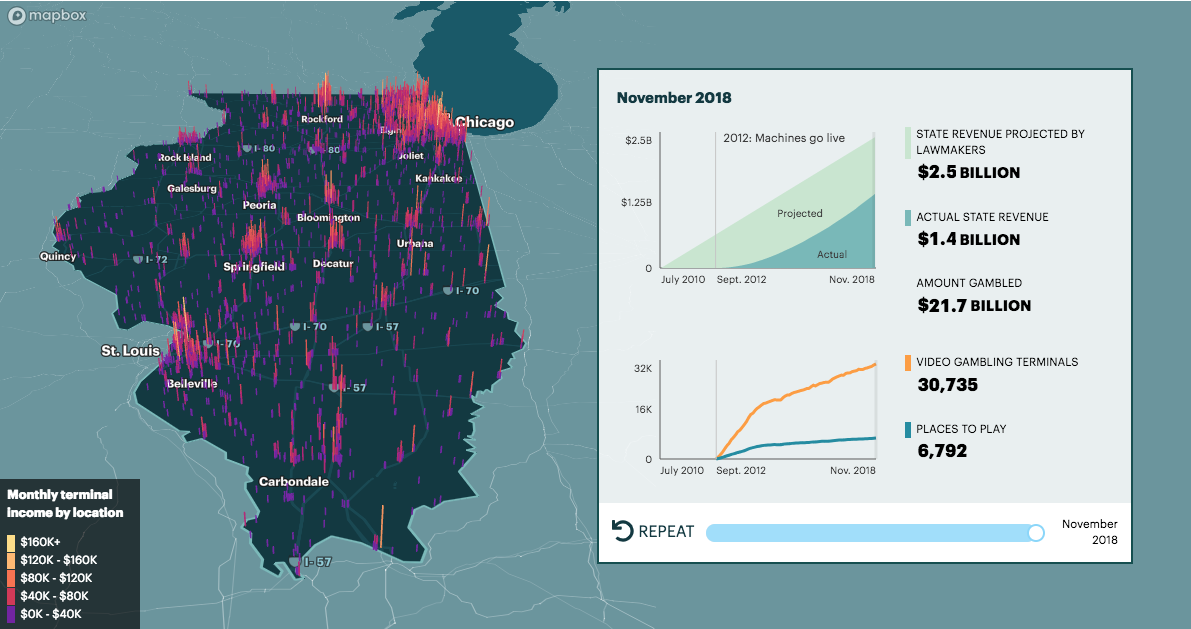 mapbox
Rockford
Chicago
Elgin
I-80
-80
Rock Island
Joliet
Galesburg
Kankakee
Peoria
Bloomington
Urbana
Quincy
I-72
Springfield
Decatur
I-70
I-70
I-57
St. Louis
I-70
Belleville
I-57
Carbondale
I-57
Monthly terminal
income by location
$160K+
$120K - $160K
$80K - $120K
$40K - $80K
$0K - $40K
November 2018
$2.5B
2012: Machines go live
$1.25B
Projected
Actual
0
July 2010
Sept. 2012
Nov. 2018
STATE REVENUE PROJECTED BY
LAWMAKERS
$2.5 BILLION
ACTUAL STATE REVENUE
$1.4 BILLION
AMOUNT GAMBLED
$21.7 BILLION
32K
16K
0
July 2010
Sept. 2012
Nov. 2018
VIDEO GAMBLING TERMINALS
30,735
PLACES TO PLAY
6,792
REPEAT
November
2018